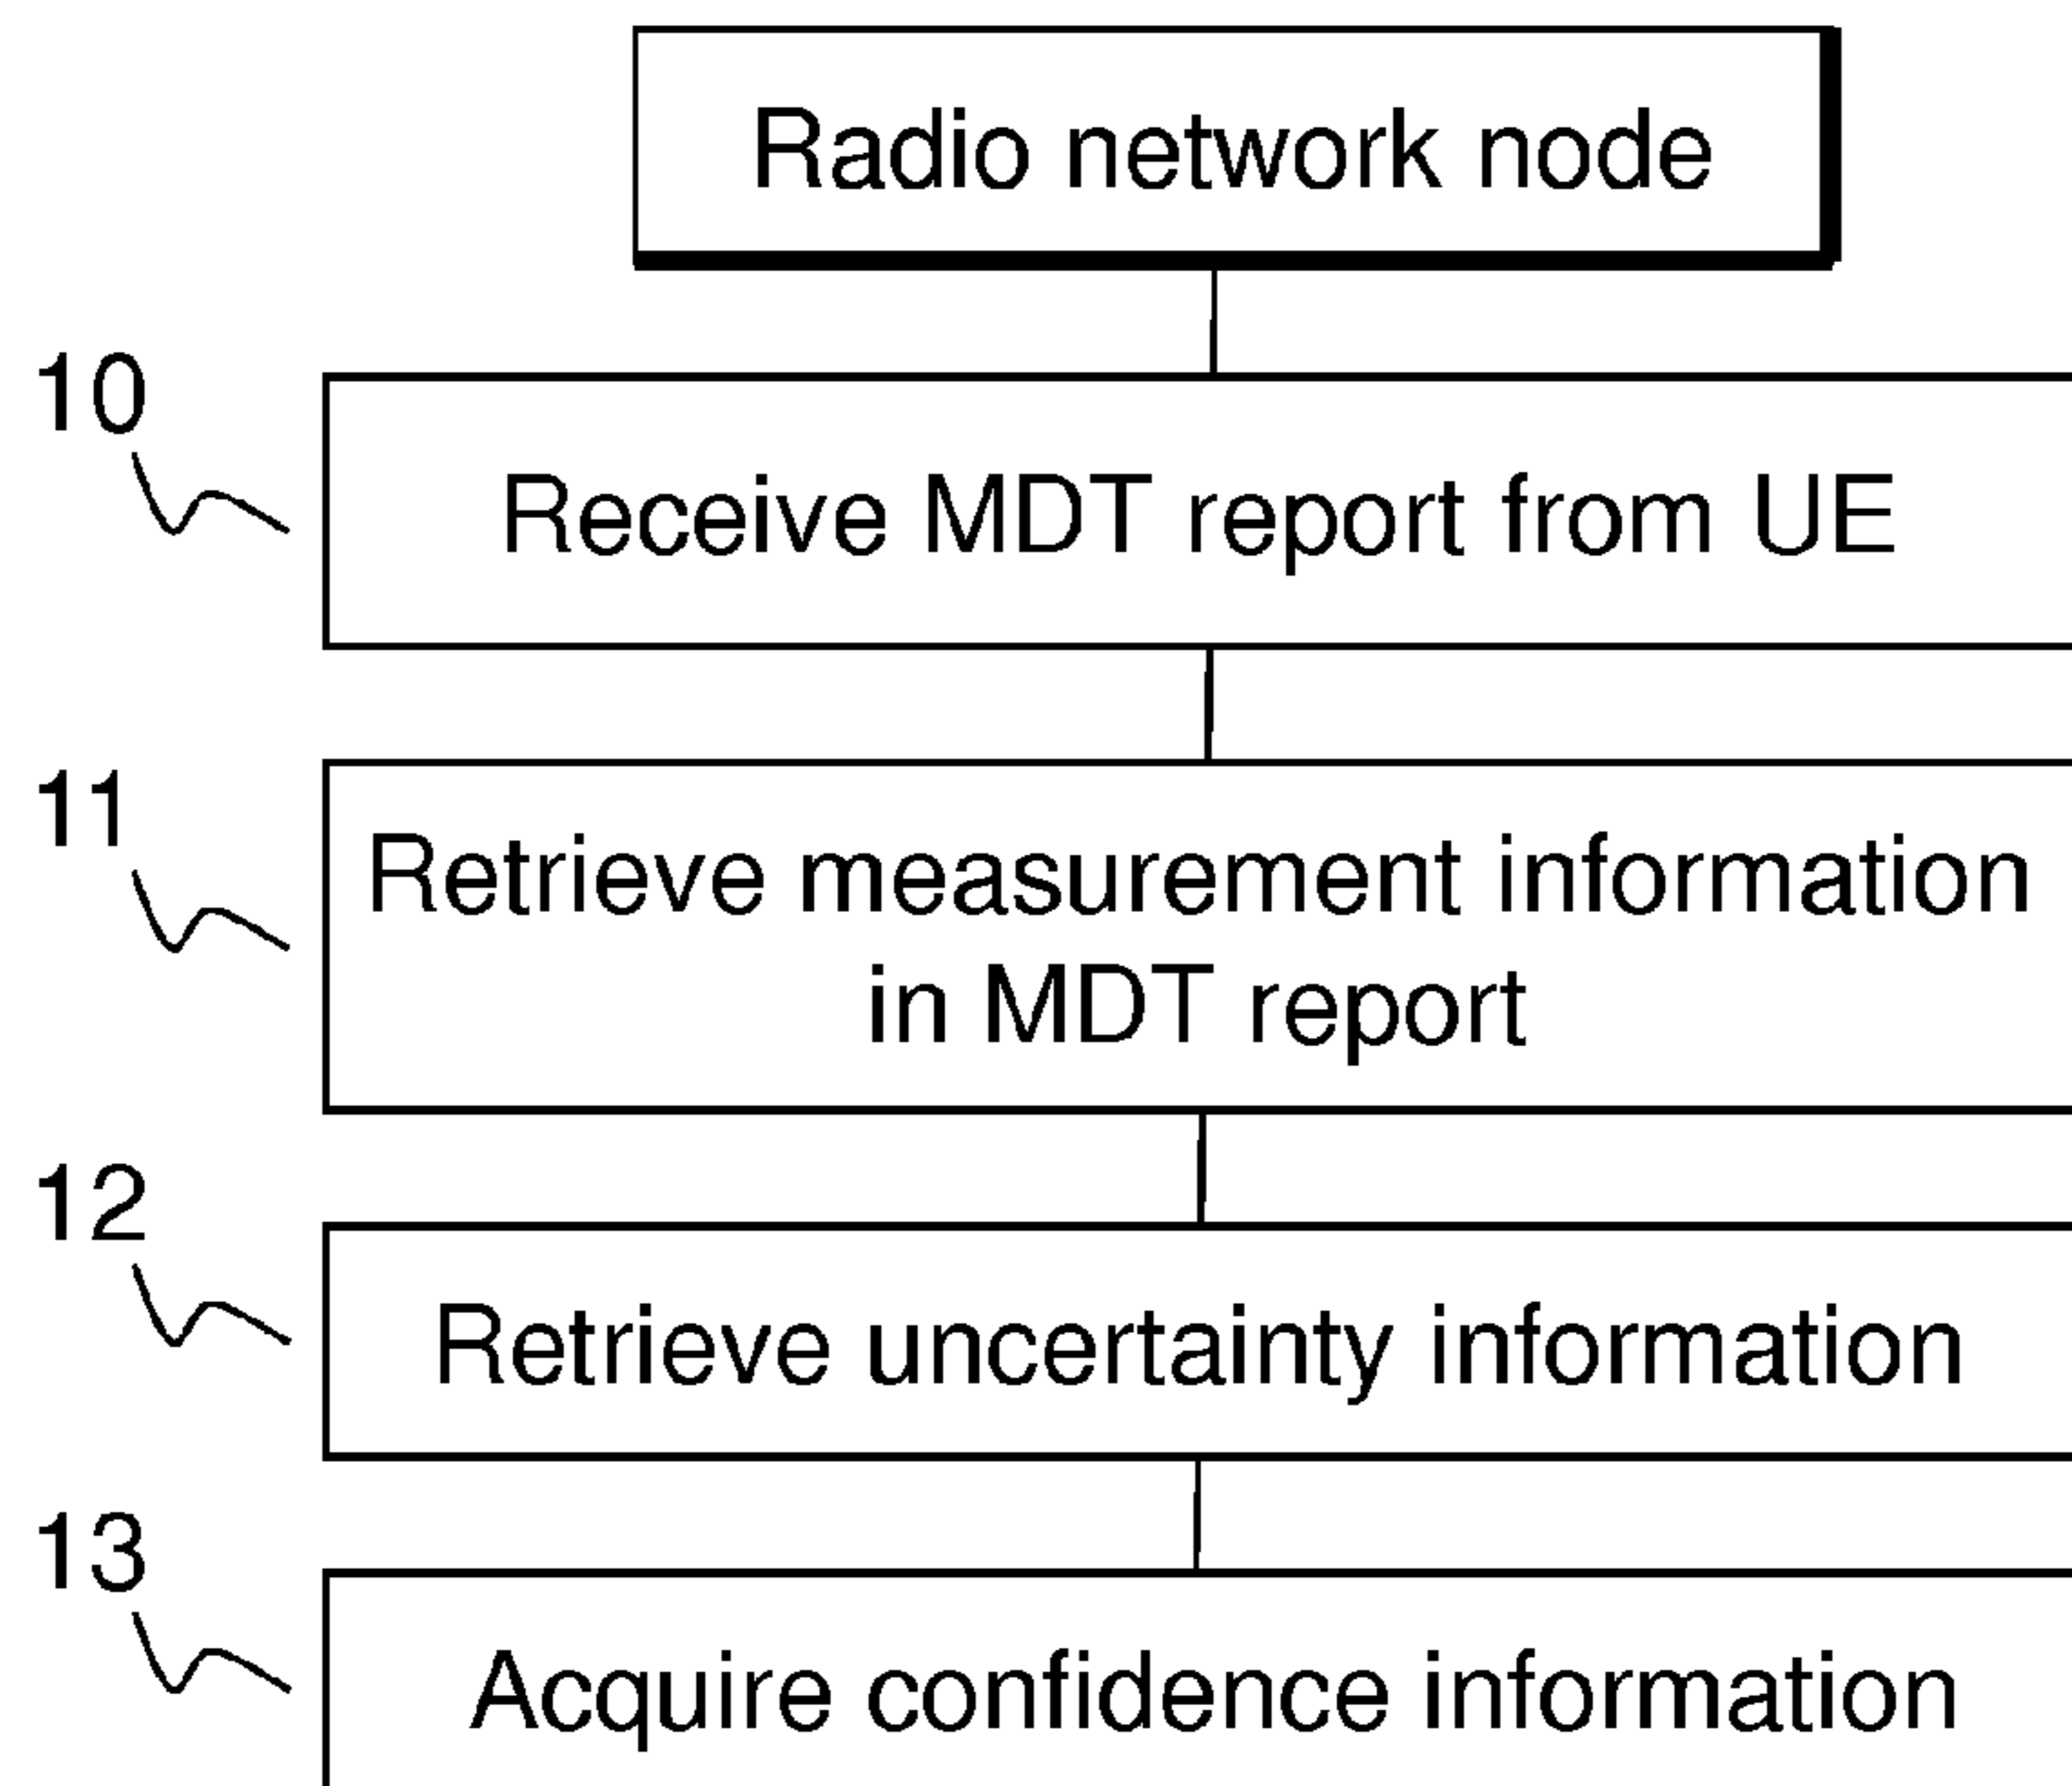 Radio network node
10
Receive MDT report from UE
11
Retrieve measurement information
in MDT report
12
Retrieve uncertainty information
13
Acquire confidence information